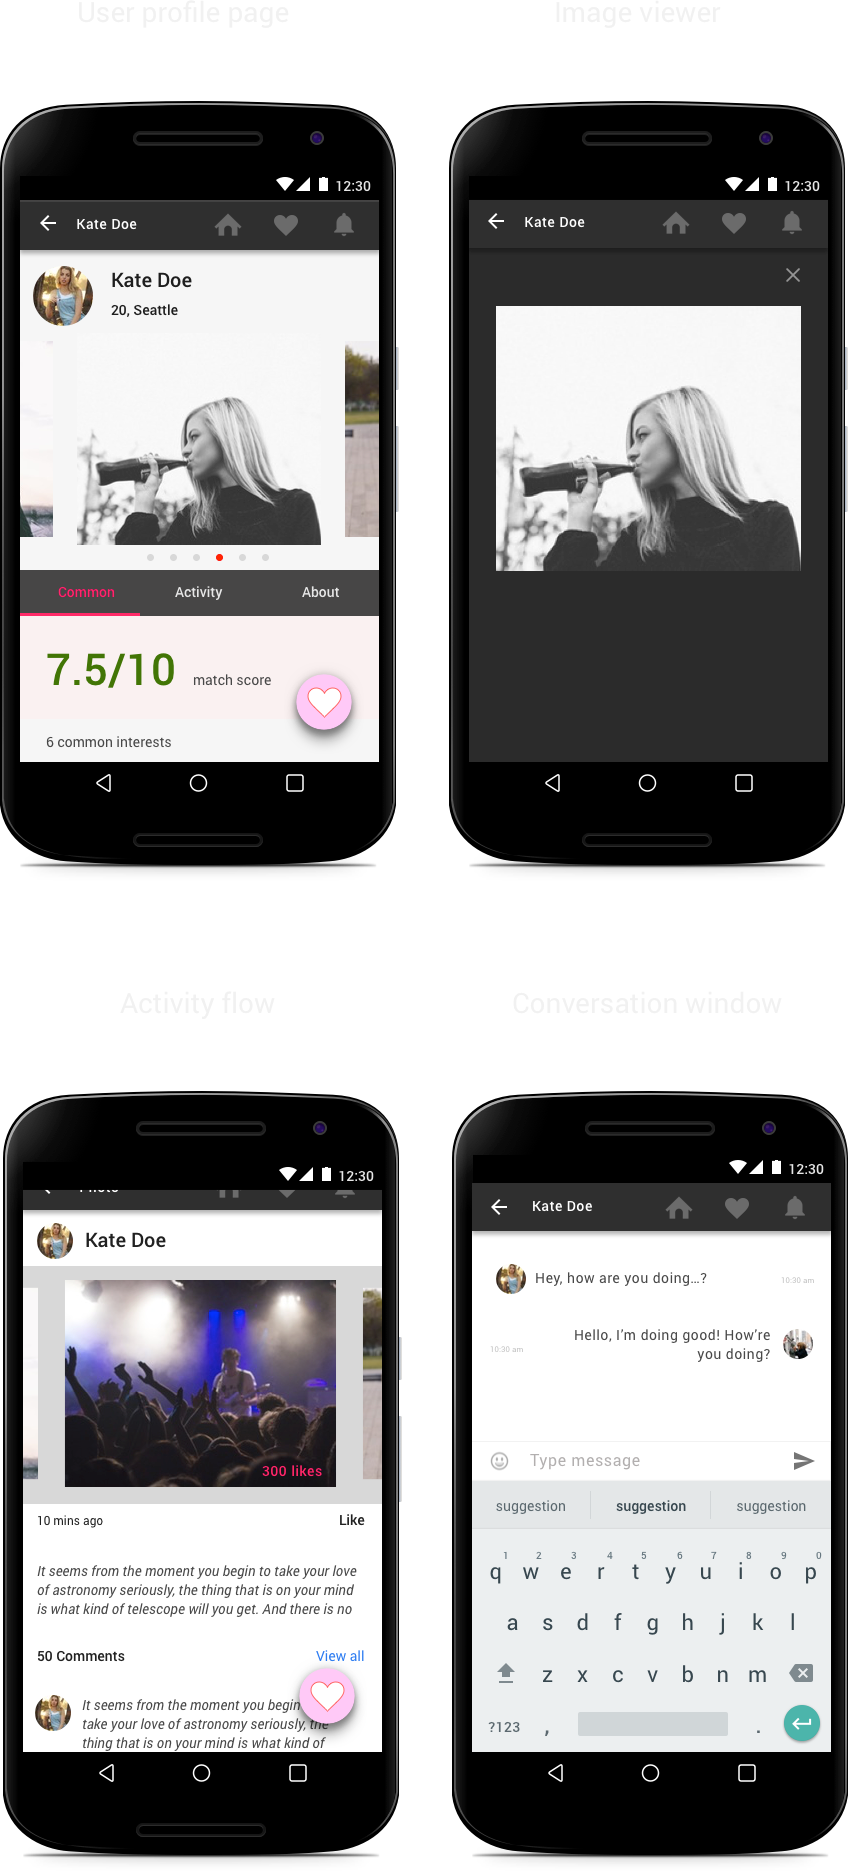 User profile page
Image viewer
12:30
Kate Doe
Kate Doe
20, Seattle
Common
Activity
About
7.5/10
match score
6 common interests
12:30
Kate Doe
Activity flow
Conversation window
12:30
Photo
Kate Doe
300 likes
10 mins ago
Like
It seems from the moment you begin to take your love
of astronomy seriously, the thing that is on your mind
is what kind of telescope will you get. And there is no
50 Comments
View all
It seems from the moment you begin
take your love of astronomy seriously, the
thing that is on your mind is what kind of
12:30
Kate Doe
Hey, how are you doing...?
10:30 am
Hello, I'm doing good! How're
10:30 am
you doing?
Type message
suggestion
suggestion
suggestion
1 2 3 4 5 6 7 8 9 0
q w e r t y u i o p
a s d f g h j k l
z x c v b n m
?123 , .